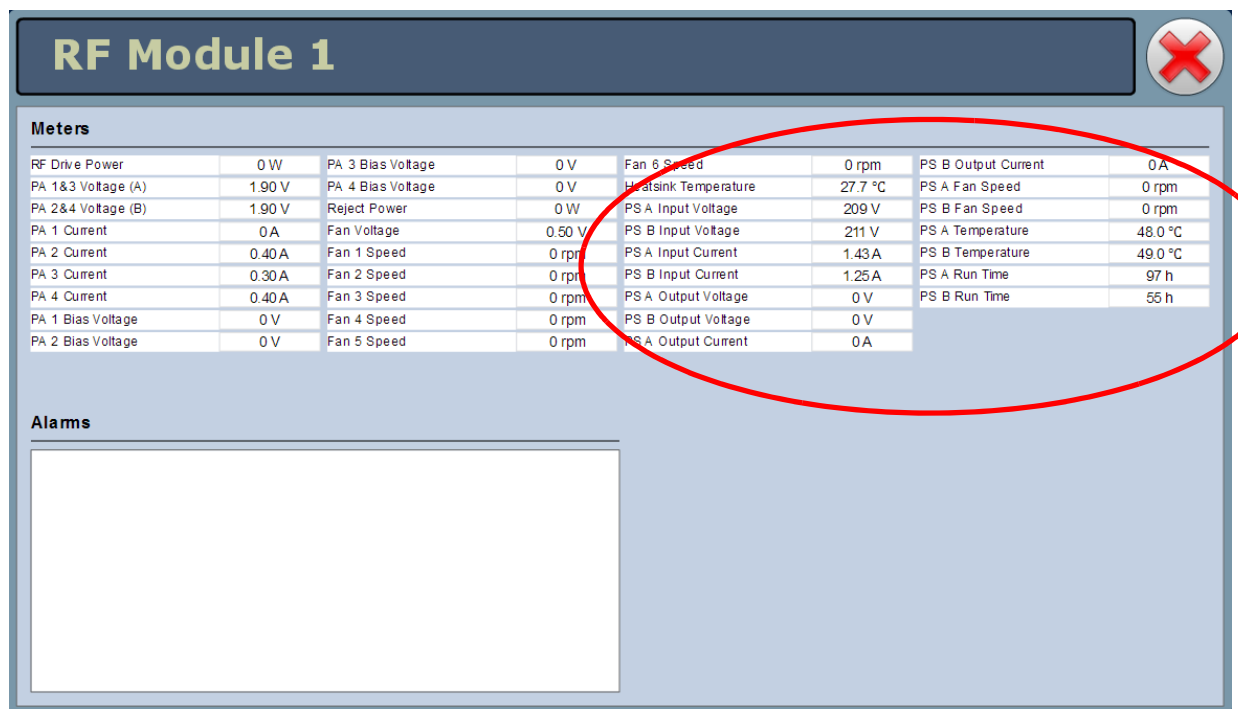 RF Module 1
Meters
RF Drive Power 0 W PA 3 Bias Voltage 0 V Fan 6 Speed 0 rpm PS B Output Current 0 A
PA 1&3 Voltage (A) 1.90 V PA 4 Bias Voltage 0 V Heatsink Temperature 27.7 °C PS A Fan Speed 0 rpm
PA 2&4 Voltage (B) 1.90 V Reject Power 0 W PS A Input Voltage 209 V PS B Fan Speed 0 rpm
PA 1 Current 0 A Fan Voltage 0.50 V PS B Input Voltage 211 V PS A Temperature 48.0 °C
PA 2 Current 0.40 A Fan 1 Speed 0 rpm PS A Input Current 1.43 A PS B Temperature 49.0 °C
PA 3 Current 0.30 A Fan 2 Speed 0 rpm PS B Input Current 1.25 A PS A Run Time 97 h
PA 4 Current 0.40 A Fan 3 Speed 0 rpm PS A Output Voltage 0 V PS B Run Time 55 h
PA 1 Bias Voltage 0 V Fan 4 Speed 0 rpm PS B Output Voltage 0 V
PA 2 Bias Voltage 0 V Fan 5 Speed 0 rpm PS A Output Current 0 A
Alarms